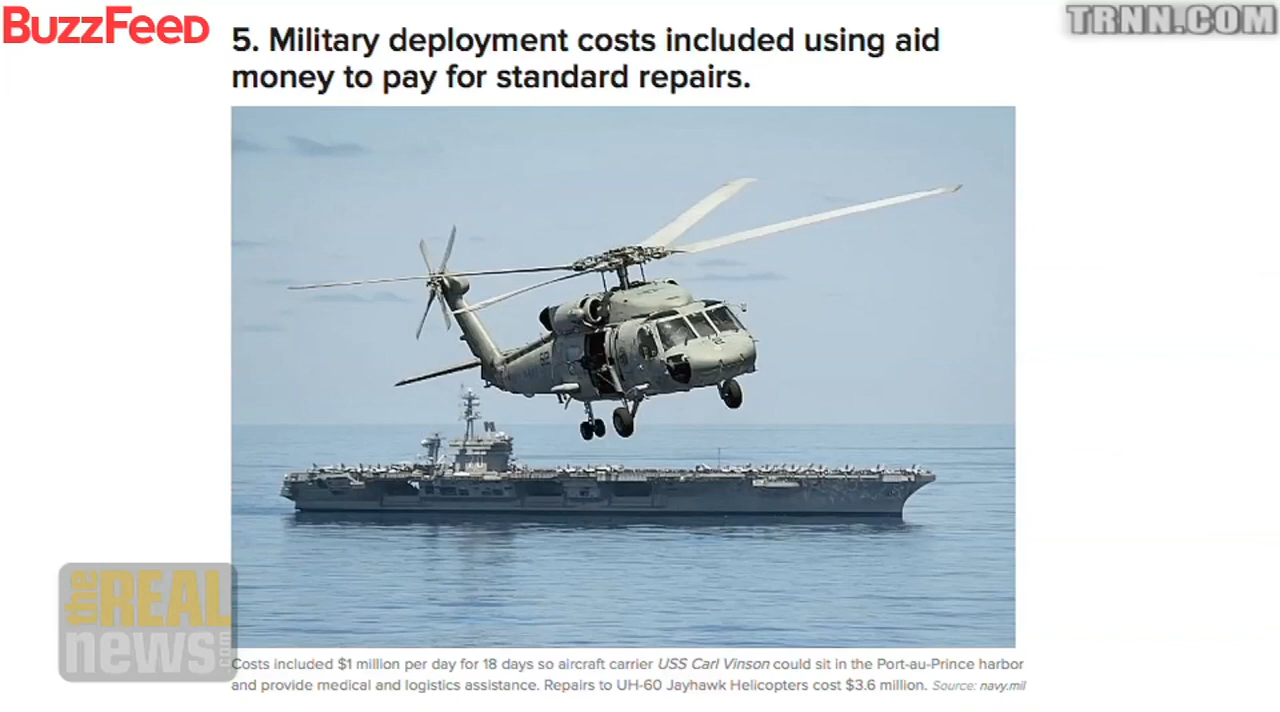 BuzzFeed
TRNN.COM
5. Military deployment costs included using aid
money to pay for standard repairs.
the REAL
news.com
Costs included $1 million per day for 18 days so aircraft carrier USS Carl Vinson could sit in the Port-au-Prince harbor
and provide medical and logistics assistance. Repairs to UH-60 Jayhawk Helicopters cost $3.6 million. Source: navy.mil